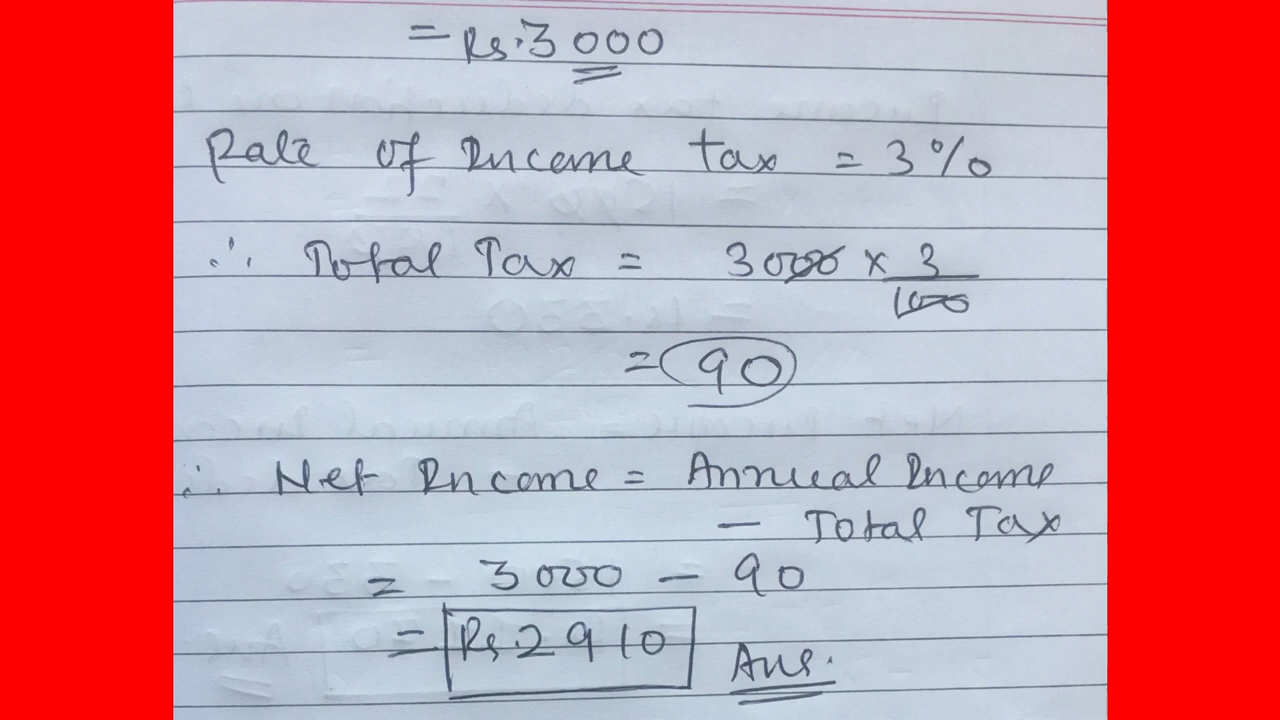 = Rs.3000
Rate of Income tax = 3%
∴ Total Tax = 3000 × 3/100
= 90
∴ Net Income = Annual Income
- Total Tax
= 3000 - 90
= Rs.2910 Ans.